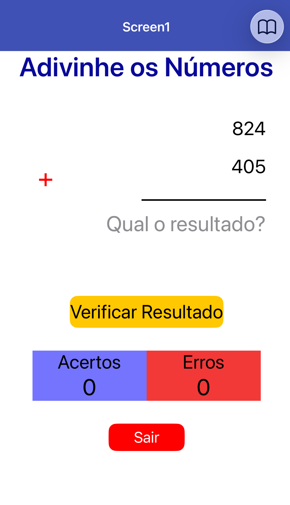 Screen1
Adivinhe os Números
824
405
+
Qual o resultado?
Verificar Resultado
Acertos Erros
0 0
Sair